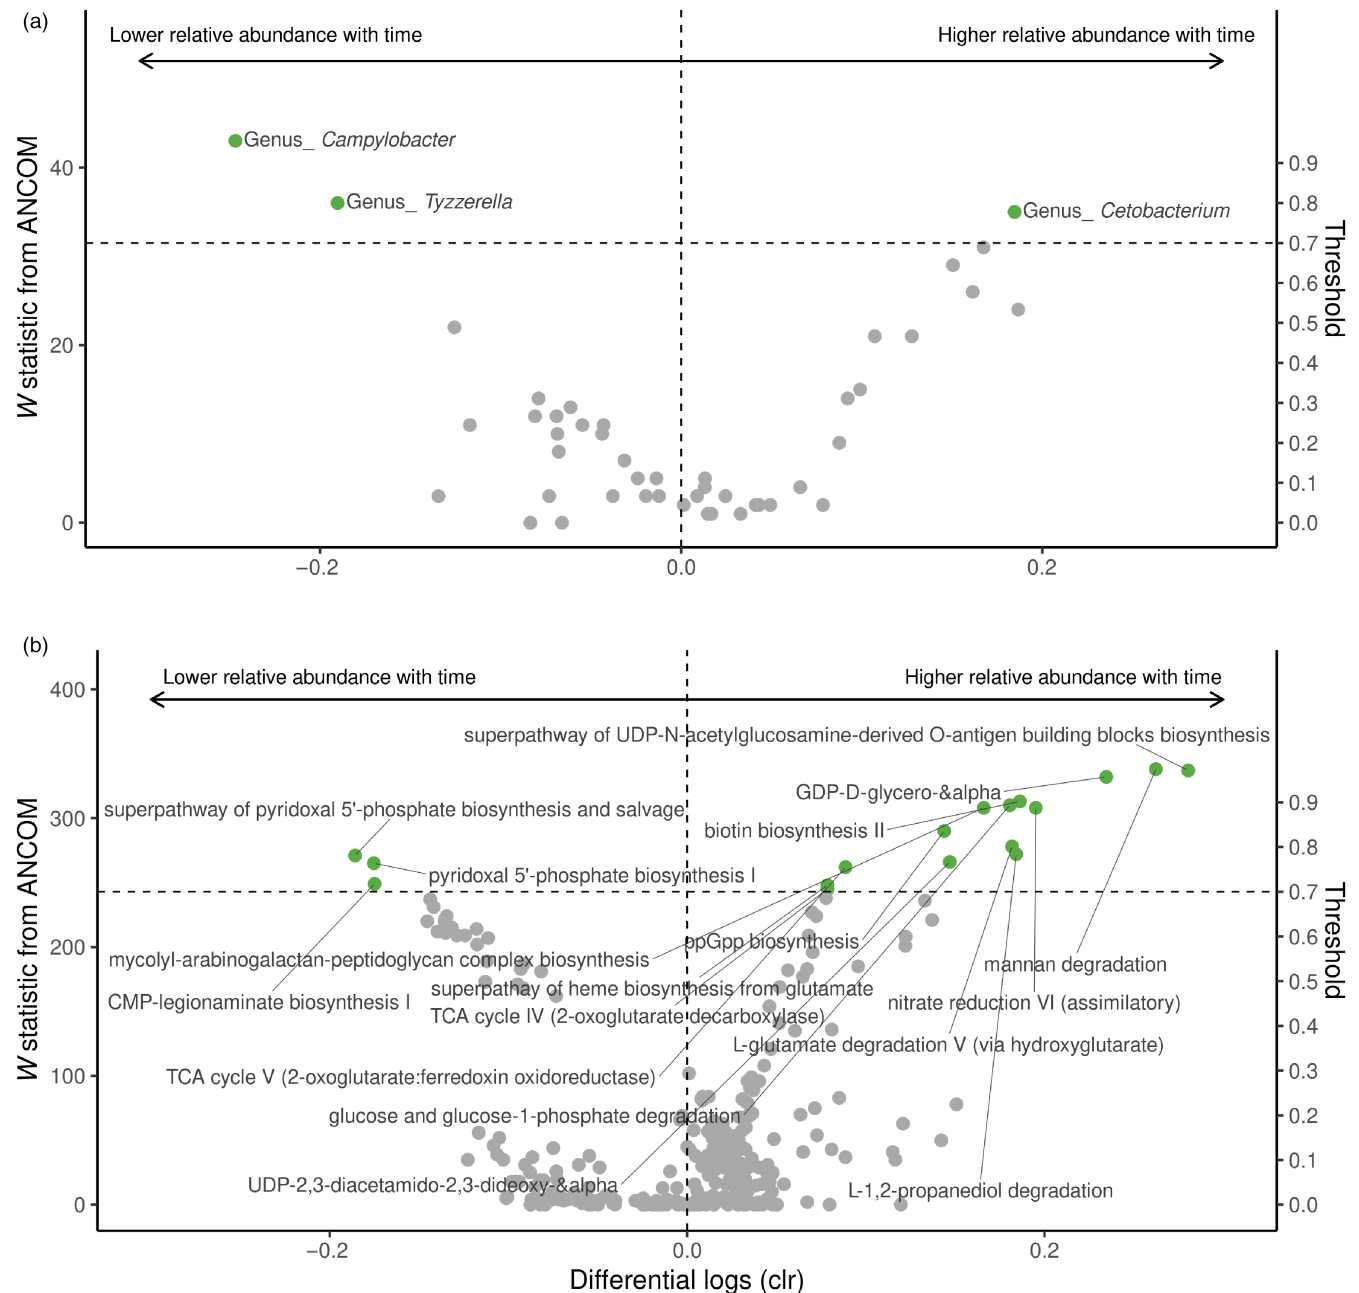 (a)
Lower relative abundance with time
Higher relative abundance with time
Genus_ Campylobacter
Genus_ Tyzzerella
Genus_ Cetobacterium
W statistic from ANCOM
40
20
0
0.9
0.8
0.7
0.6
0.5
0.4
0.3
0.2
0.1
0.0
Threshold
−0.2
0.0
0.2
(b)
Lower relative abundance with time
Higher relative abundance with time
superpathway of UDP-N-acetylglucosamine-derived O-antigen building blocks biosynthesis
GDP-D-glycero-&alpha
superpathway of pyridoxal 5'-phosphate biosynthesis and salvage
biotin biosynthesis II
pyridoxal 5'-phosphate biosynthesis I
ppGpp biosynthesis
mycolyl-arabinogalactan-peptidoglycan complex biosynthesis
mannan degradation
superpathay of heme biosynthesis from glutamate
CMP-legionaminate biosynthesis I
nitrate reduction VI (assimilatory)
TCA cycle IV (2-oxoglutarate decarboxylase)
L-glutamate degradation V (via hydroxyglutarate)
TCA cycle V (2-oxoglutarate:ferredoxin oxidoreductase)
glucose and glucose-1-phosphate degradation
UDP-2,3-diacetamido-2,3-dideoxy-&alpha
L-1,2-propanediol degradation
W statistic from ANCOM
400
300
200
100
0
0.9
0.8
0.7
0.6
0.5
0.4
0.3
0.2
0.1
0.0
Threshold
−0.2
0.0
0.2
Differential logs (clr)